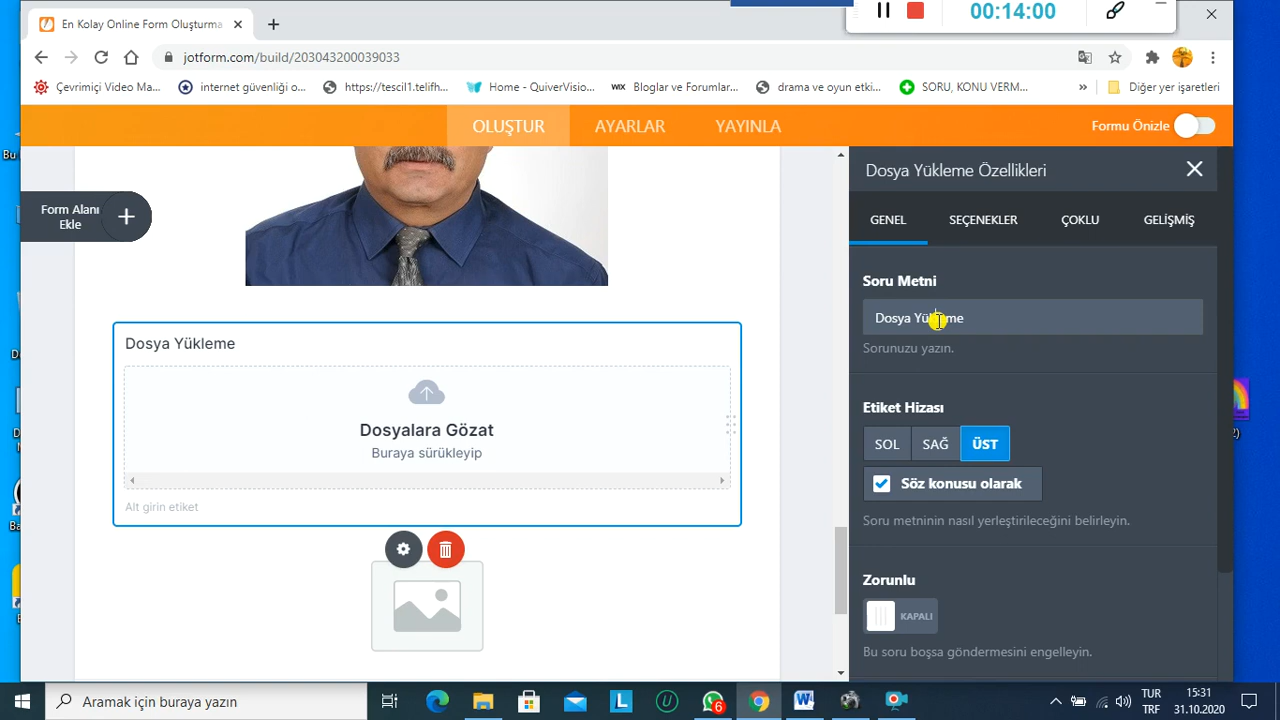 00:14:00
En Kolay Online Form Oluşturma
jotform.com/build/203043200039033
Çevrimiçi Video Ma...
internet güvenliği o...
https://tescil1.telifh...
Home - QuiverVisio...
WIX
Bloglar ve Forumlar...
drama ve oyun etki...
SORU, KONU VERM...
»
Diğer yer işaretleri
OLUŞTUR
AYARLAR
YAYINLA
Formu Önizle
Form Alanı
Ekle
Dosya Yükleme Özellikleri
GENEL
SEÇENEKLER
ÇOKLU
GELİŞMİŞ
Soru Metni
Dosya Yükleme
Sorunuzu yazın.
Dosya Yükleme
Dosyalara Gözat
Buraya sürükleyip
Alt girin etiket
Etiket Hizası
SOL
SAĞ
ÜST
Söz konusu olarak
Soru metninin nasıl yerleştirileceğini belirleyin.
Zorunlu
KAPALI
Bu soru boşsa göndermesini engelleyin.
Bu
Aramak için buraya yazın
6
TUR
TRF
15:31
31.10.2020